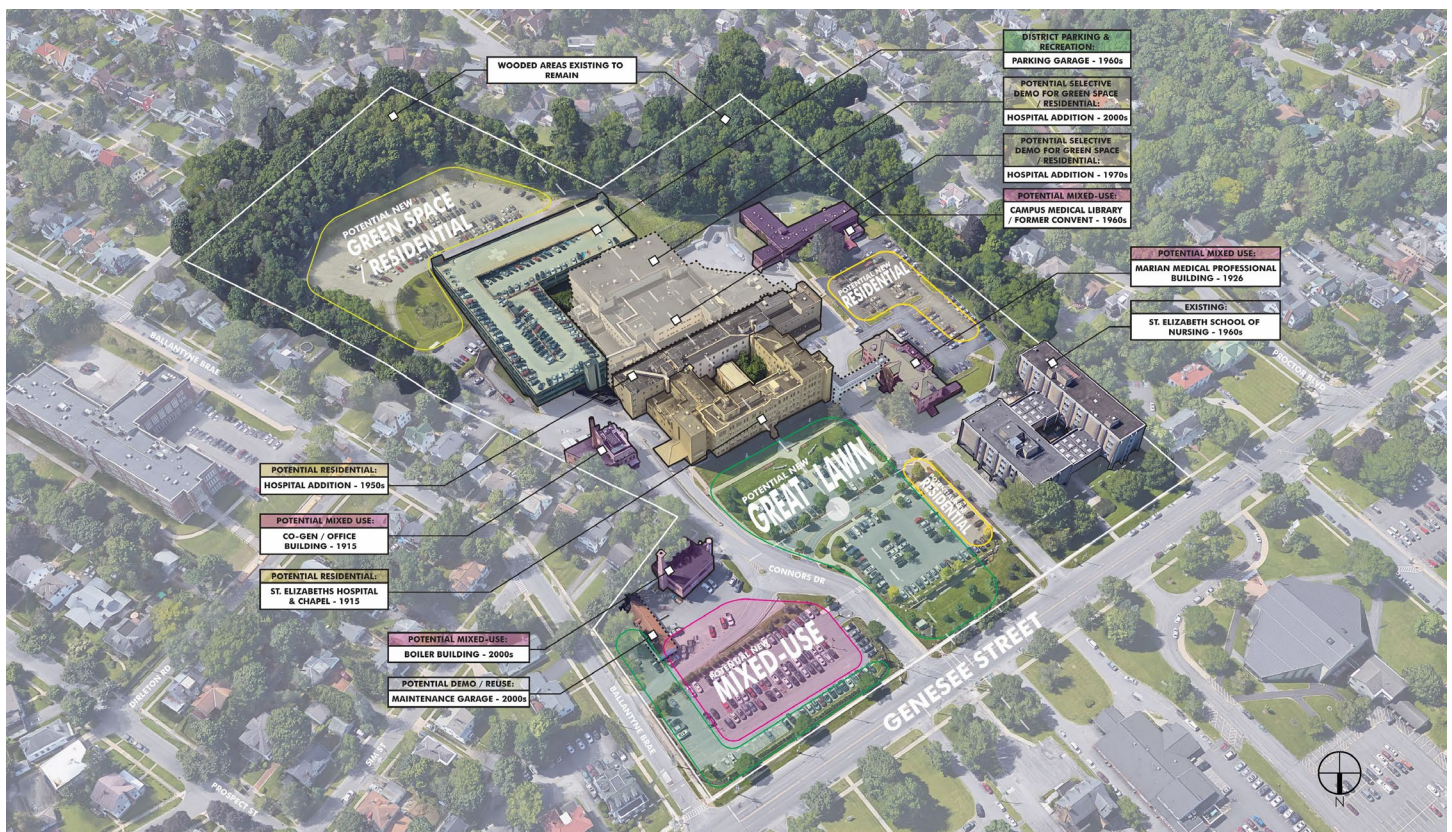 WOODED AREAS EXISTING TO
REMAIN
DISTRICT PARKING &
RECREATION:
PARKING GARAGE - 1960s
POTENTIAL SELECTIVE
DEMO FOR GREEN SPACE
/ RESIDENTIAL:
HOSPITAL ADDITION - 2000s
POTENTIAL SELECTIVE
DEMO FOR GREEN SPACE
/ RESIDENTIAL:
HOSPITAL ADDITION - 1970s
POTENTIAL MIXED-USE:
CAMPUS MEDICAL LIBRARY
/ FORMER CONVENT - 1960s
POTENTIAL MIXED USE:
MARIAN MEDICAL PROFESSIONAL
BUILDING - 1926
EXISTING:
ST. ELIZABETH SCHOOL OF
NURSING - 1960s
POTENTIAL NEW
GREEN SPACE
/ RESIDENTIAL
POTENTIAL NEW
RESIDENTIAL
BALLANTYNE BRAE
PROCTOR BLVD
POTENTIAL RESIDENTIAL:
HOSPITAL ADDITION - 1950s
POTENTIAL MIXED USE:
CO-GEN / OFFICE
BUILDING - 1915
POTENTIAL RESIDENTIAL:
ST. ELIZABETHS HOSPITAL
& CHAPEL - 1915
POTENTIAL MIXED-USE:
BOILER BUILDING - 2000s
POTENTIAL DEMO / REUSE:
MAINTENANCE GARAGE - 2000s
POTENTIAL NEW
GREAT LAWN
POTENTIAL NEW
RESIDENTIAL
CONNORS DR
POTENTIAL NEW
MIXED-USE
GENESEE STREET
BALLANTYNE BRAE
DIRLETON RD
SIMS ST
PROSPECT ST
N